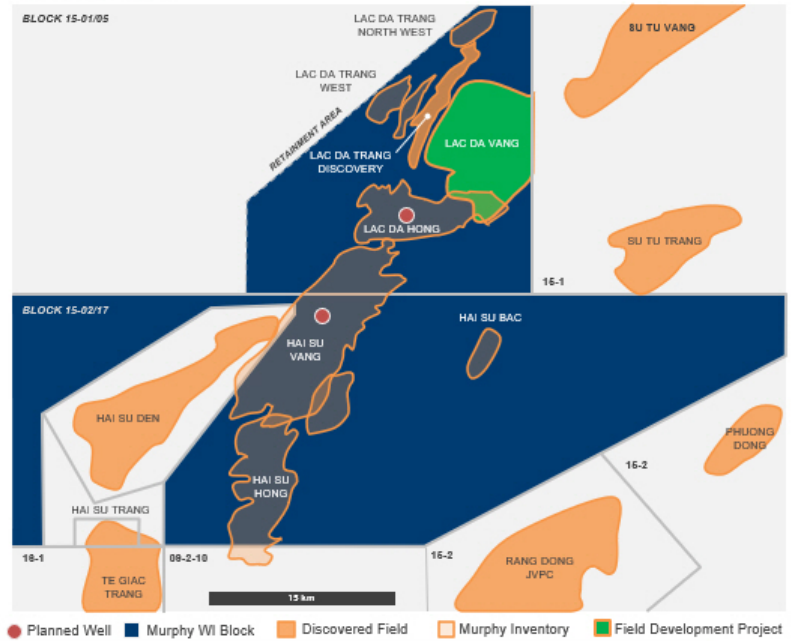 BLOCK 15-01/05
LAC DA TRANG
NORTH WEST
SU TU VANG
LAC DA TRANG
WEST
RETAINMENT AREA
LAC DA VANG
LAC DA TRANG
DISCOVERY
LAC DA HONG
SU TU TRANG
15-1
BLOCK 15-02/17
HAI SU BAC
HAI SU
VANG
HAI SU DEN
PHUONG
DONG
15-2
HAI SU
HONG
HAI SU TRANG
16-1
09-2-10
15-2
RANG DONG
JVPC
TE GIAC
TRANG
15 km
Planned Well
Murphy WI Block
Discovered Field
Murphy Inventory
Field Development Project